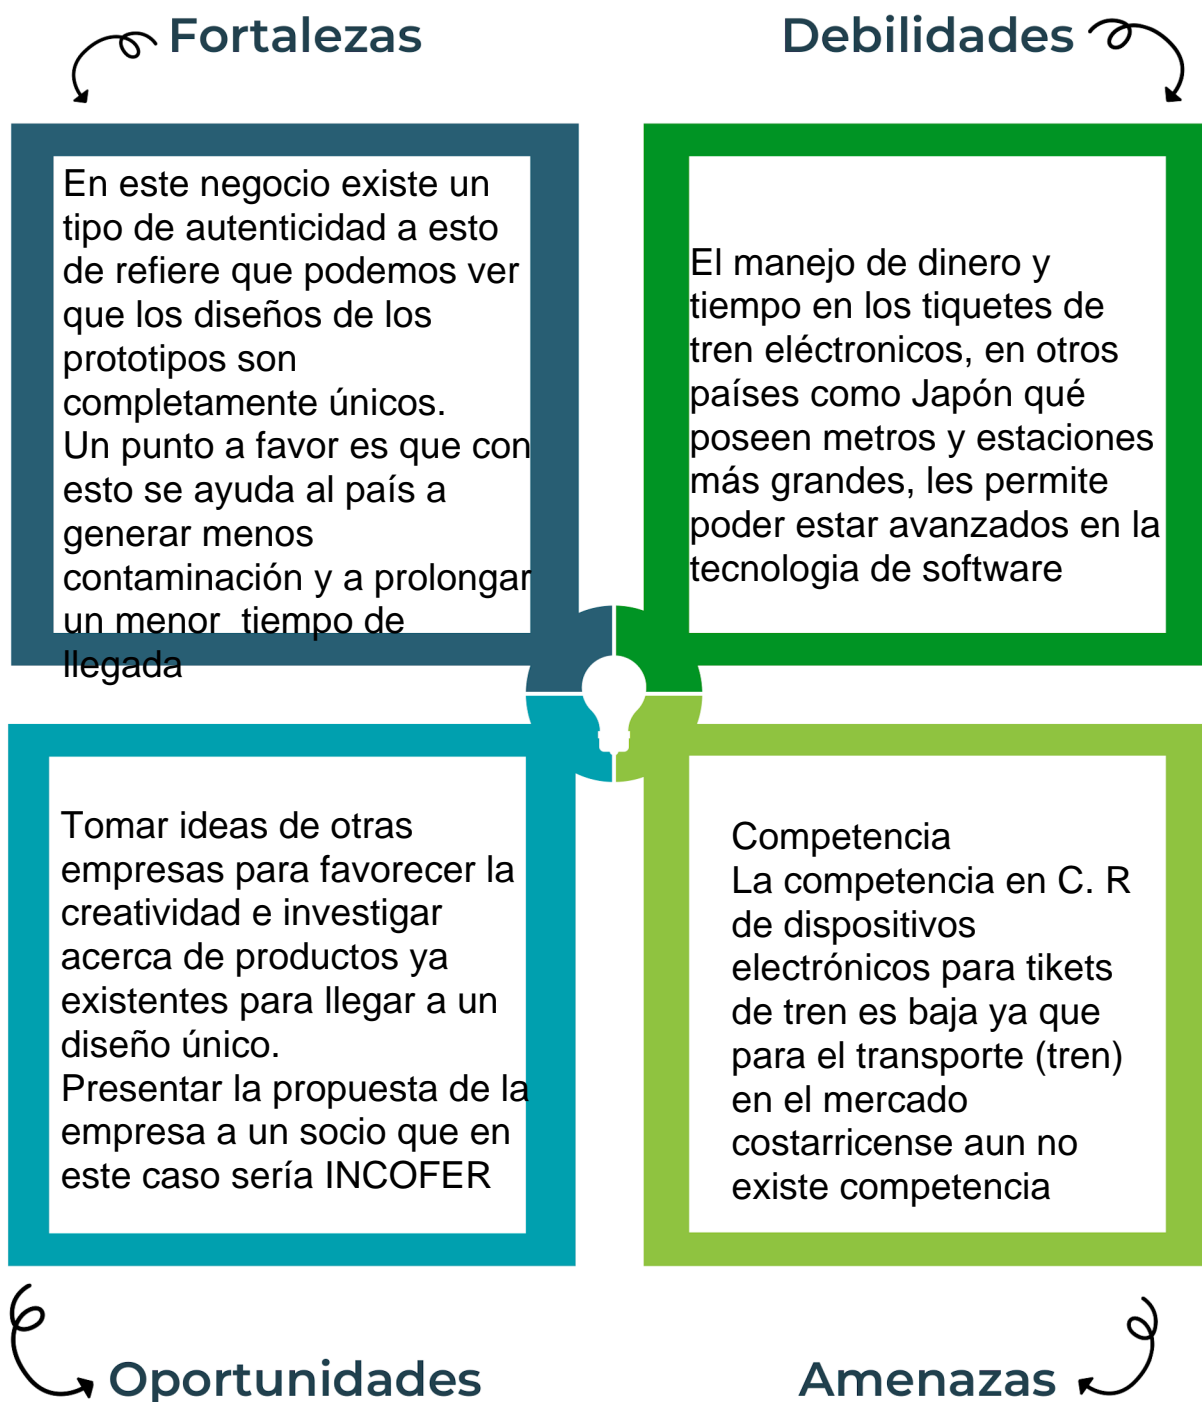 Fortalezas
En este negocio existe un
tipo de autenticidad a esto
de refiere que podemos ver
que los diseños de los
prototipos son
completamente únicos.
Un punto a favor es que con
esto se ayuda al país a
generar menos
contaminación y a prolongar
un menor  tiempo de
llegada
Debilidades
El manejo de dinero y
tiempo en los tiquetes de
tren eléctronicos, en otros
países como Japón qué
poseen metros y estaciones
más grandes, les permite
poder estar avanzados en la
tecnologia de software
Tomar ideas de otras
empresas para favorecer la
creatividad e investigar
acerca de productos ya
existentes para llegar a un
diseño único.
Presentar la propuesta de la
empresa a un socio que en
este caso sería INCOFER
Oportunidades
Competencia
La competencia en C. R
de dispositivos
electrónicos para tikets
de tren es baja ya que
para el transporte (tren)
en el mercado
costarricense aun no
existe competencia
Amenazas